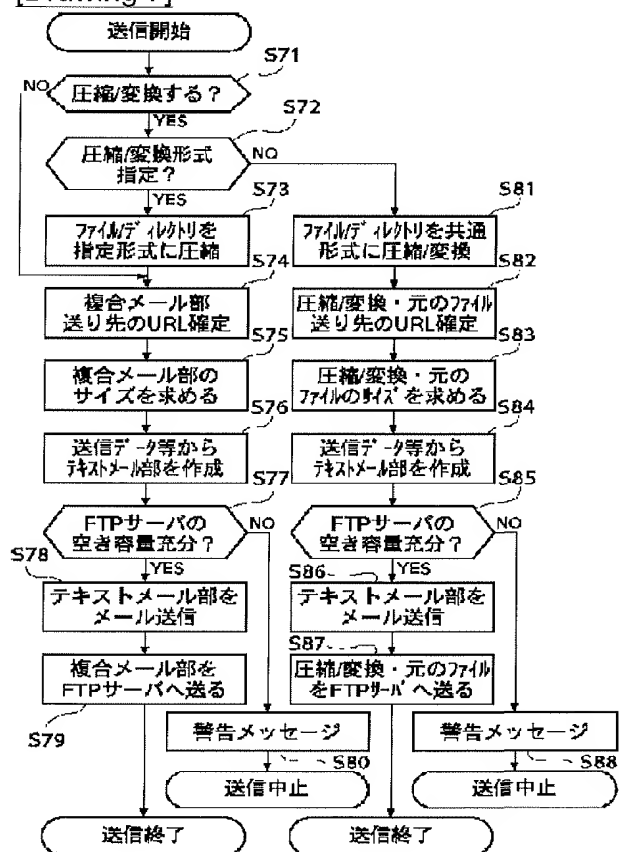 [Drawing 7]
送信開始
S71
NO
圧縮/変換する？
YES
S72
圧縮/変換形式
指定？
NO
YES
S73
ファイル/ディレクトリを
指定形式に圧縮
S74
複合メール部
送り先のURL確定
S75
複合メール部の
サイズを求める
S76
送信データ等から
テキストメール部を作成
S77
FTPサーバの
空き容量充分？
NO
S78
YES
テキストメール部を
メール送信
複合メール部を
FTPサーバへ送る
S79
警告メッセージ
S80
送信中止
送信終了
S81
ファイル/ディレクトリを共通
形式に圧縮/変換
S82
圧縮/変換・元のファイル
送り先のURL確定
S83
圧縮/変換・元の
ファイルのサイズを求める
S84
送信データ等から
テキストメール部を作成
S85
FTPサーバの
空き容量充分？
NO
S86
YES
テキストメール部を
メール送信
S87
圧縮/変換・元のファイル
をFTPサーバへ送る
警告メッセージ
S88
送信中止
送信終了